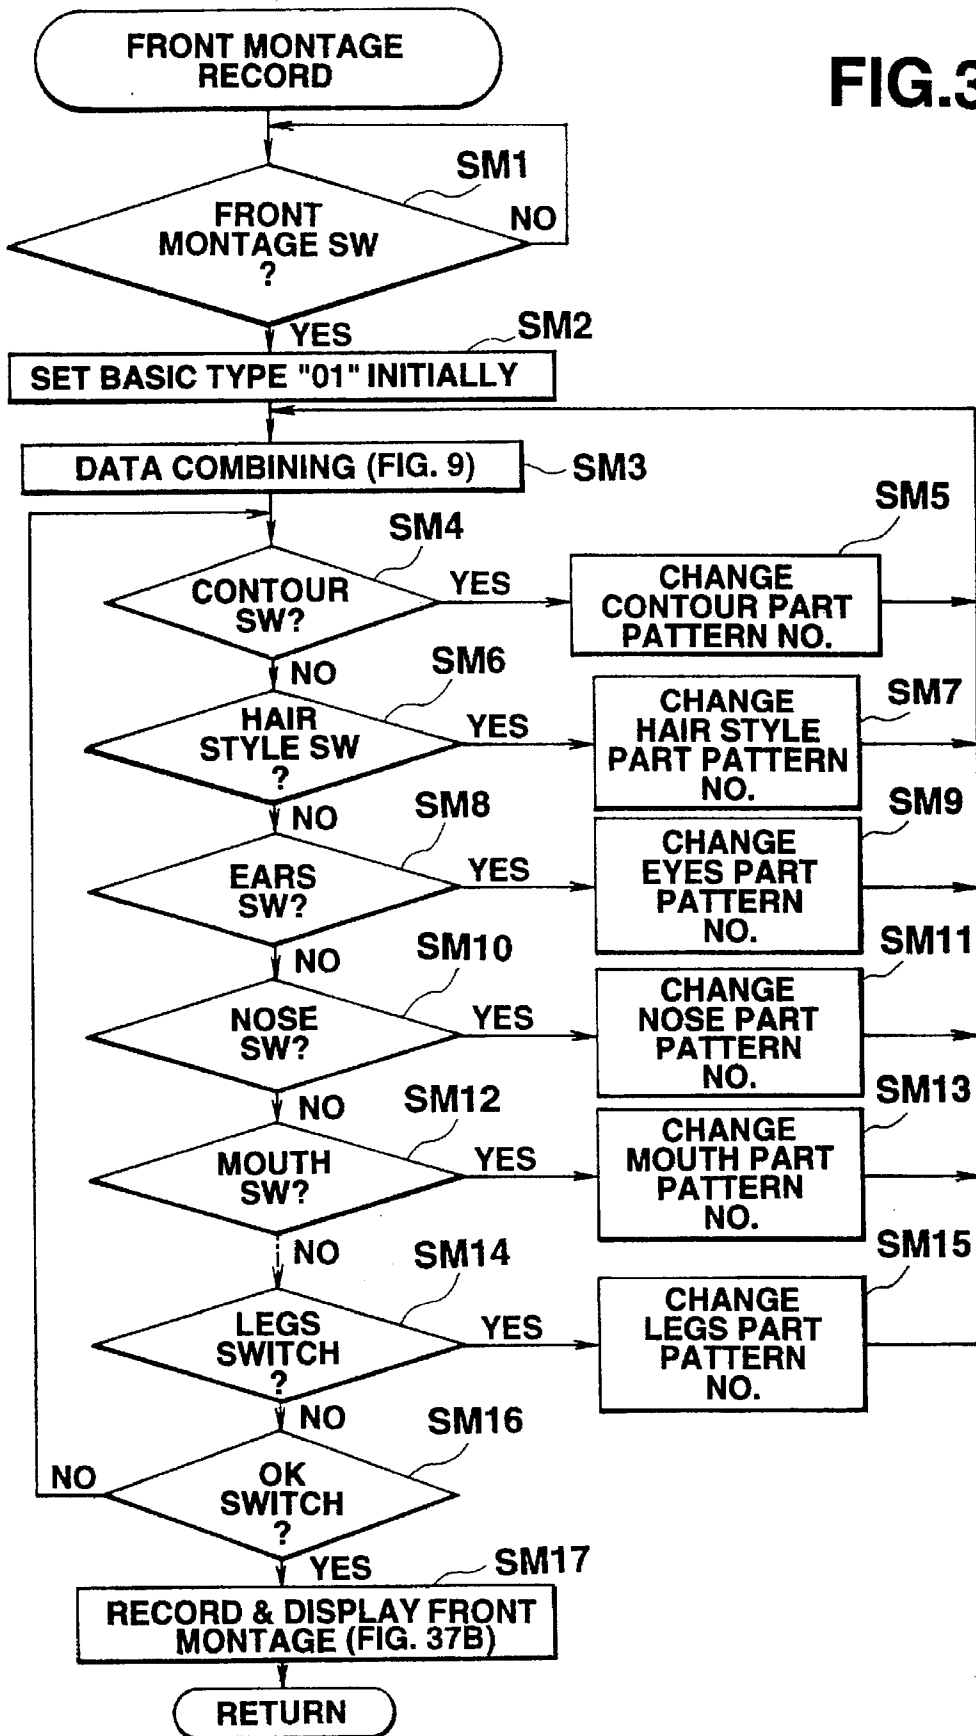 FRONT MONTAGE
RECORD
FIG.3
SM1
FRONT
MONTAGE SW
?
NO
YES
SM2
SET BASIC TYPE "01" INITIALLY
DATA COMBINING (FIG. 9)
SM3
SM4
CONTOUR
SW?
YES
SM5
CHANGE
CONTOUR PART
PATTERN NO.
NO
SM6
HAIR
STYLE SW
?
YES
SM7
CHANGE
HAIR STYLE
PART PATTERN
NO.
NO
SM8
EARS
SW?
YES
SM9
CHANGE
EYES PART
PATTERN
NO.
NO
SM10
NOSE
SW?
YES
SM11
CHANGE
NOSE PART
PATTERN
NO.
NO
SM12
MOUTH
SW?
YES
SM13
CHANGE
MOUTH PART
PATTERN
NO.
NO
SM14
LEGS
SWITCH
?
YES
SM15
CHANGE
LEGS PART
PATTERN
NO.
NO
SM16
OK
SWITCH
?
NO
YES
SM17
RECORD & DISPLAY FRONT
MONTAGE (FIG. 37B)
RETURN